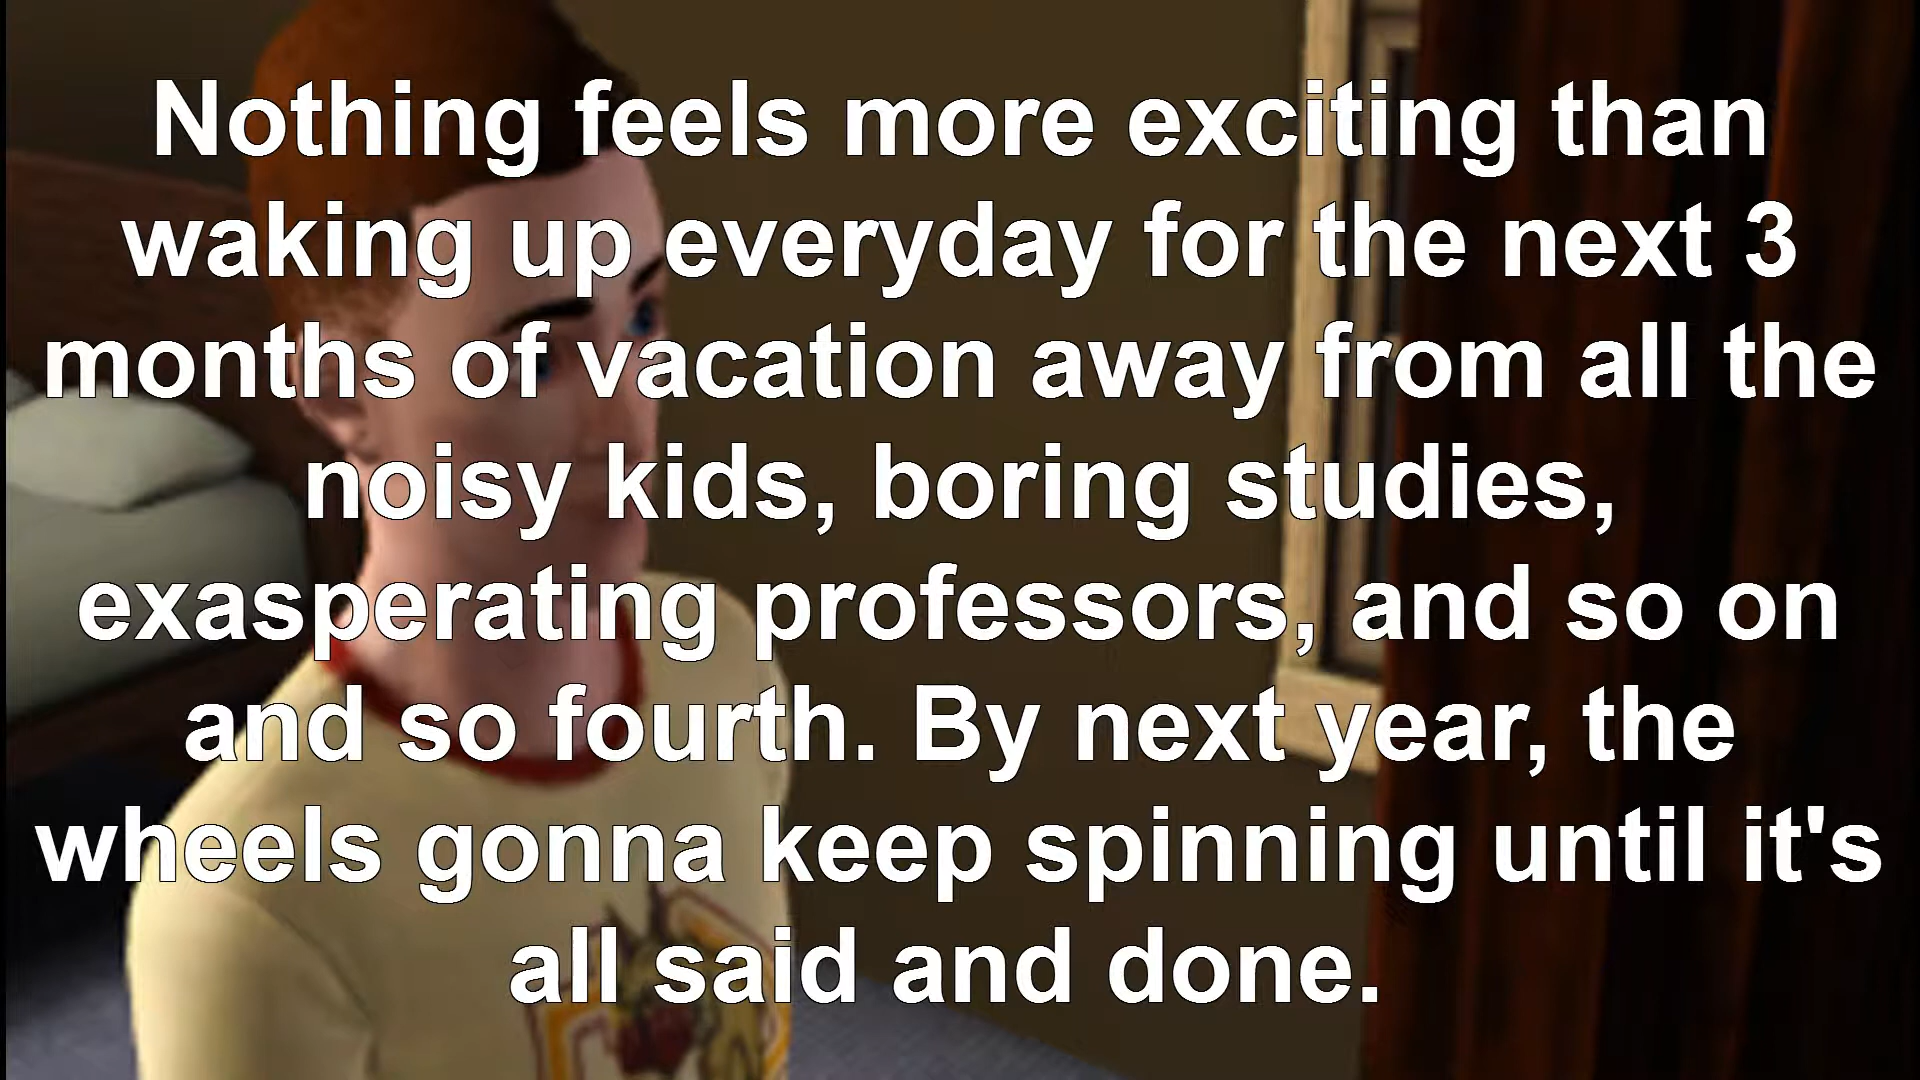 Nothing feels more exciting than
waking up everyday for the next 3
months of vacation away from all the
noisy kids, boring studies,
exasperating professors, and so on
and so fourth. By next year, the
wheels gonna keep spinning until it's
all said and done.